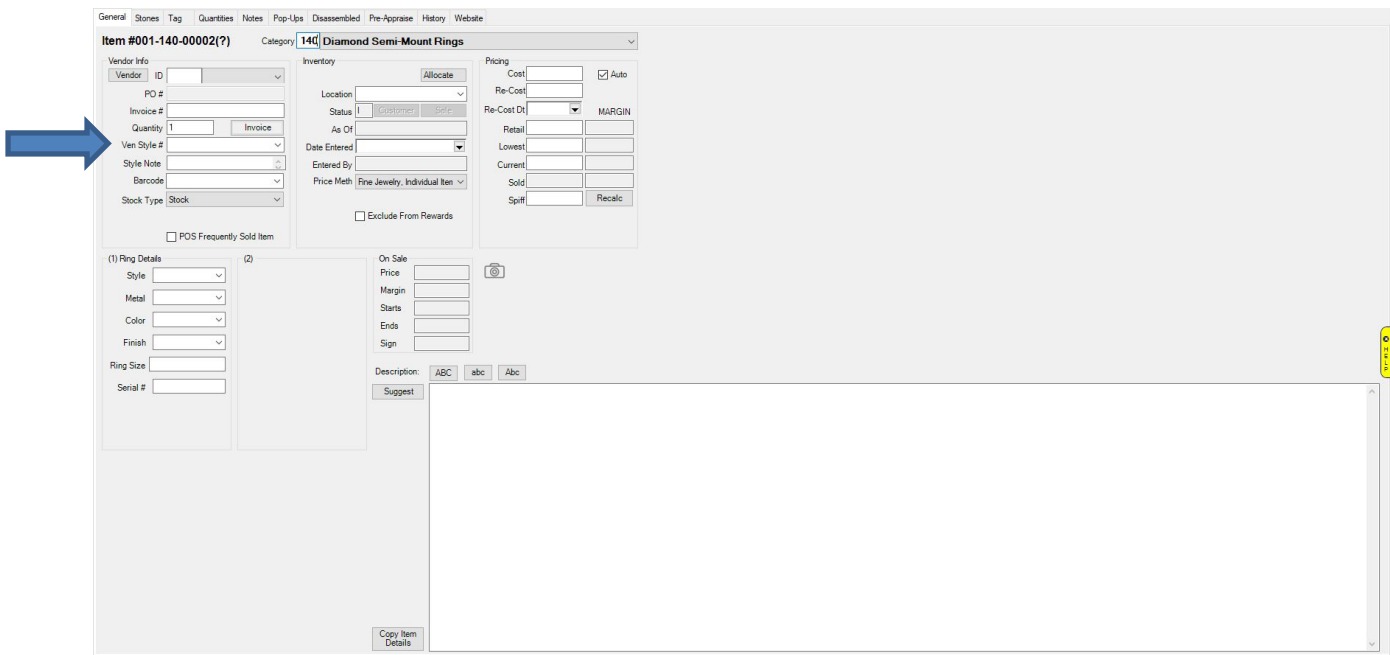 General Stones Tag Quantities Notes Pop-Ups Disassembled Pre-Appraise History Website
Item #001-140-00002(?) Category 140 Diamond Semi-Mount Rings
Vendor Info
Vendor ID
PO #
Invoice #
Quantity 1 Invoice
Ven Style #
Style Note
Barcode
Stock Type Stock
POS Frequently Sold Item
Inventory
Allocate
Location
Status I Customer Sale
As Of
Date Entered
Entered By
Price Meth Fine Jewelry, Individual Iten
Exclude From Rewards
Pricing
Cost Auto
Re-Cost
Re-Cost Dt MARGIN
Retail
Lowest
Current
Sold
Spiff Recalc
(1) Ring Details
Style
Metal
Color
Finish
Ring Size
Serial #
(2)
On Sale
Price
Margin
Starts
Ends
Sign
Description: ABC abc Abc
Suggest
Copy Item
Details
HELP